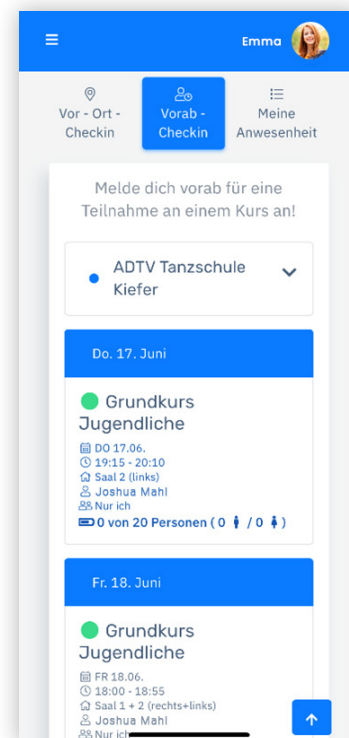 Emma
Vor - Ort -
Checkin
Vorab -
Checkin
Meine
Anwesenheit
Melde dich vorab für eine
Teilnahme an einem Kurs an!
ADTV Tanzschule
Kiefer
Do. 17. Juni
Grundkurs
Jugendliche
DO 17.06.
19:15 - 20:10
Saal 2 (links)
Joshua Mahl
Nur ich
0 von 20 Personen ( 0 / 0 )
Fr. 18. Juni
Grundkurs
Jugendliche
FR 18.06.
18:00 - 18:55
Saal 1 + 2 (rechts+links)
Joshua Mahl
Nur ich